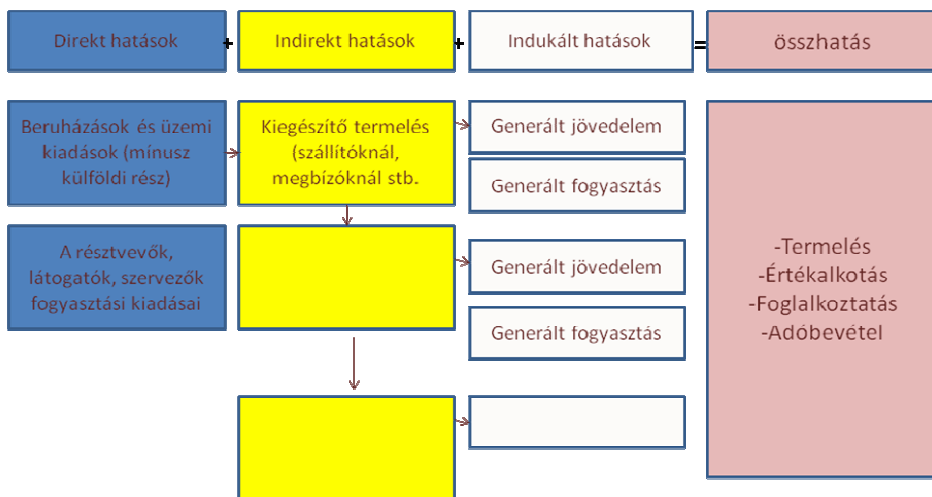 Direkt hatások + Indirekt hatások + Indukált hatások = összhatás
Beruházások és üzemi
kiadások (mínusz
külföldi rész)
Kiegészítő termelés
(szállítóknál,
megbízóknál stb.
Generált jövedelem
Generált fogyasztás
A résztvevők,
látogatók, szervezők
fogyasztási kiadásai
Generált jövedelem
Generált fogyasztás
-Termelés
-Értékalkotás
-Foglalkoztatás
-Adóbevétel